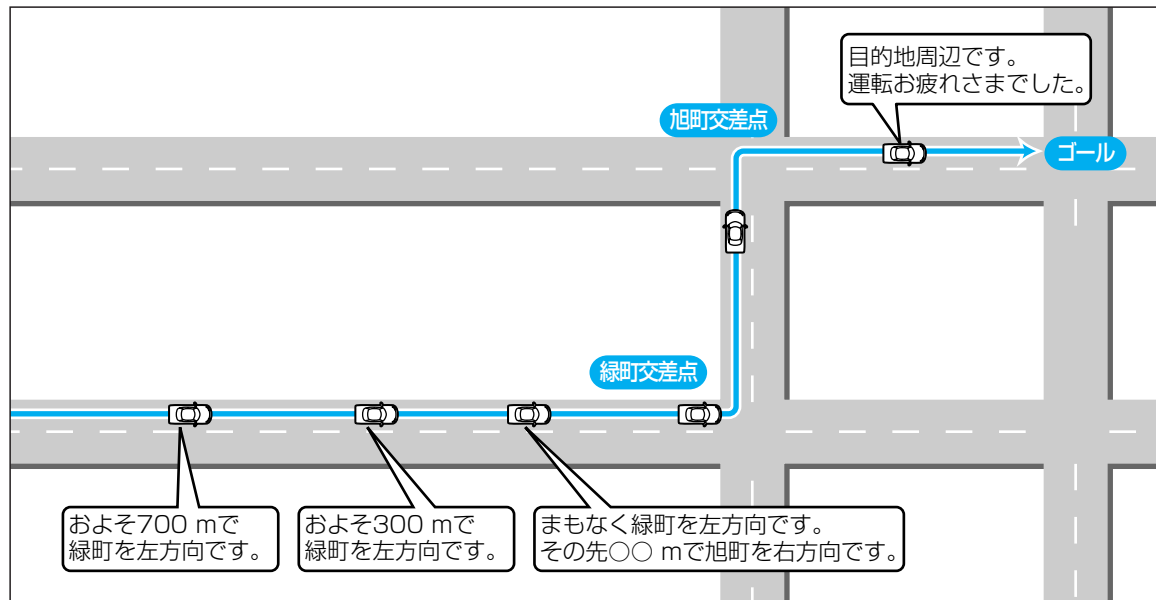 目的地周辺です。
運転お疲れさまでした。
旭町交差点
ゴール
緑町交差点
およそ700 mで
緑町を左方向です。
およそ300 mで
緑町を左方向です。
まもなく緑町を左方向です。
その先○○ mで旭町を右方向です。